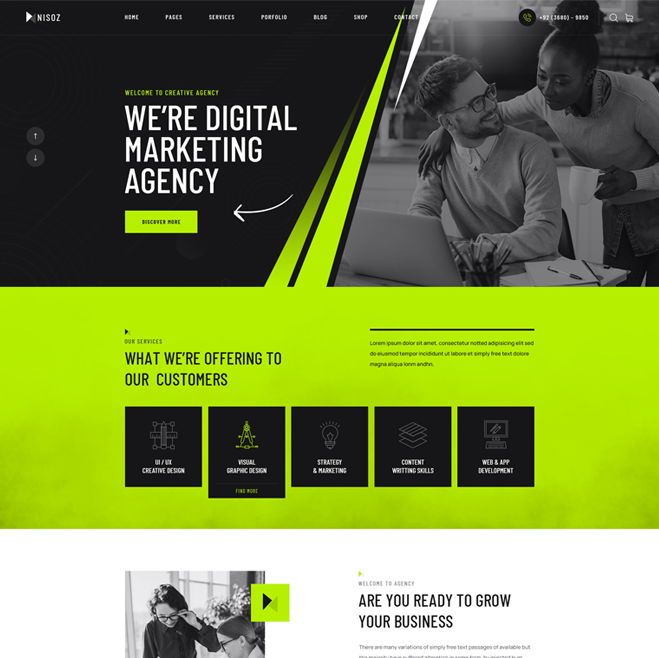 NISOZ
HOME PAGES SERVICES PORFOLIO BLOG SHOP CONTACT
+92 (3680) - 9850
WELCOME TO CREATIVE AGENCY
WE'RE DIGITAL
MARKETING
AGENCY
DISCOVER MORE
OUR SERVICES
WHAT WE'RE OFFERING TO
OUR CUSTOMERS
Lorem ipsum dolor sit amet, consectetur notted adipisicing elit sed
do eiusmod tempor incididunt ut labore et simply free text dolore
magna aliqua lonm andhn.
UI / UX
CREATIVE DESIGN
VISUAL
GRAPHIC DESIGN
FIND MORE
STRATEGY
& MARKETING
CONTENT
WRITTING SKILLS
WEB & APP
DEVELOPMENT
WELCOME TO AGENCY
ARE YOU READY TO GROW
YOUR BUSINESS
There are many variations of simply free text passages of available but